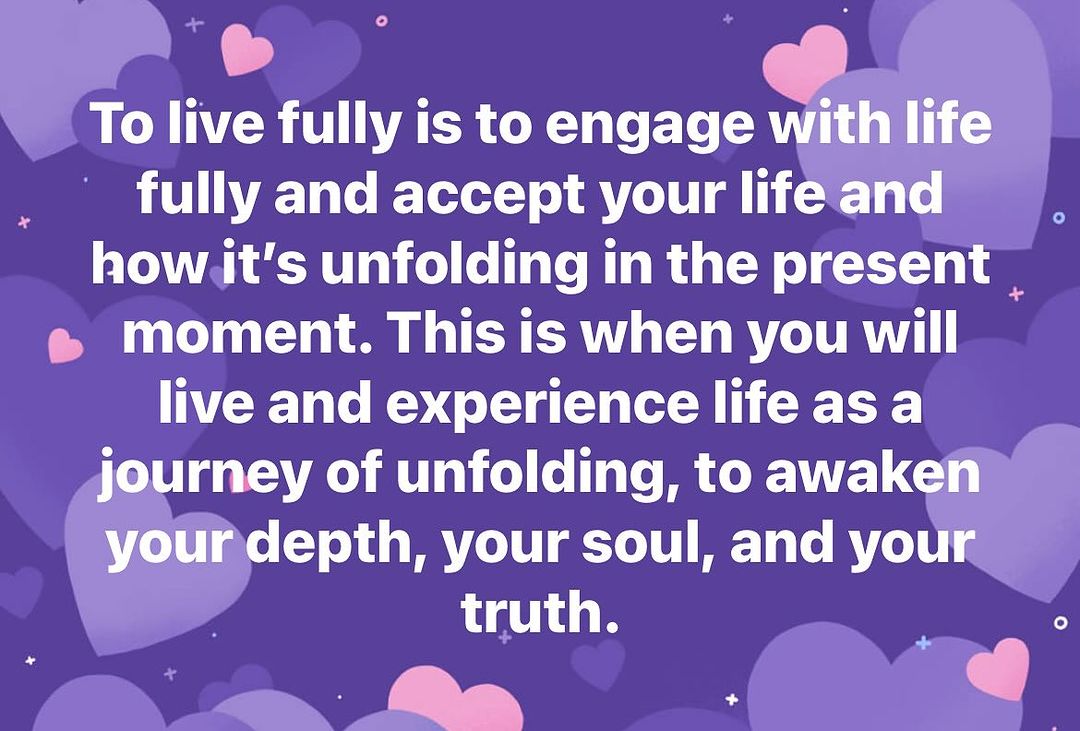 To live fully is to engage with life
fully and accept your life and
how it’s unfolding in the present
moment. This is when you will
live and experience life as a
journey of unfolding, to awaken
your depth, your soul, and your
truth.